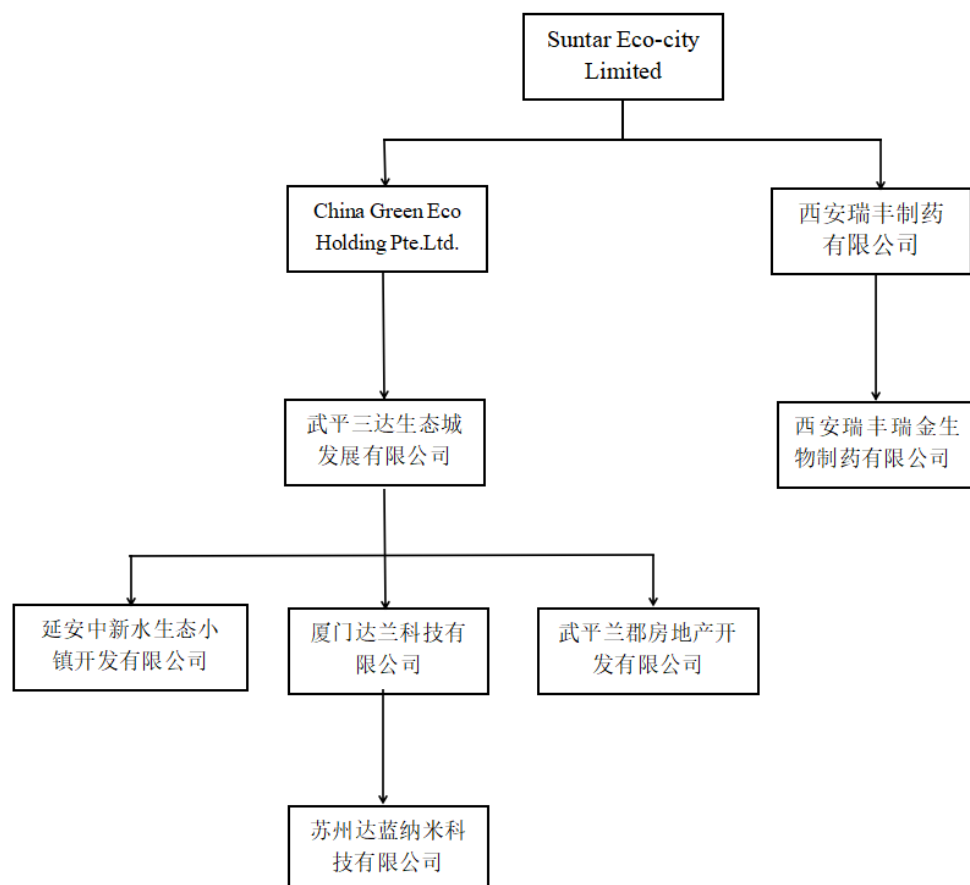 Suntar Eco-city
Limited
China Green Eco
Holding Pte.Ltd.
西安瑞丰制药
有限公司
武平三达生态城
发展有限公司
西安瑞丰瑞金生
物制药有限公司
延安中新水生态小
镇开发有限公司
厦门达兰科技有
限公司
武平兰郡房地产开
发有限公司
苏州达蓝纳米科
技有限公司